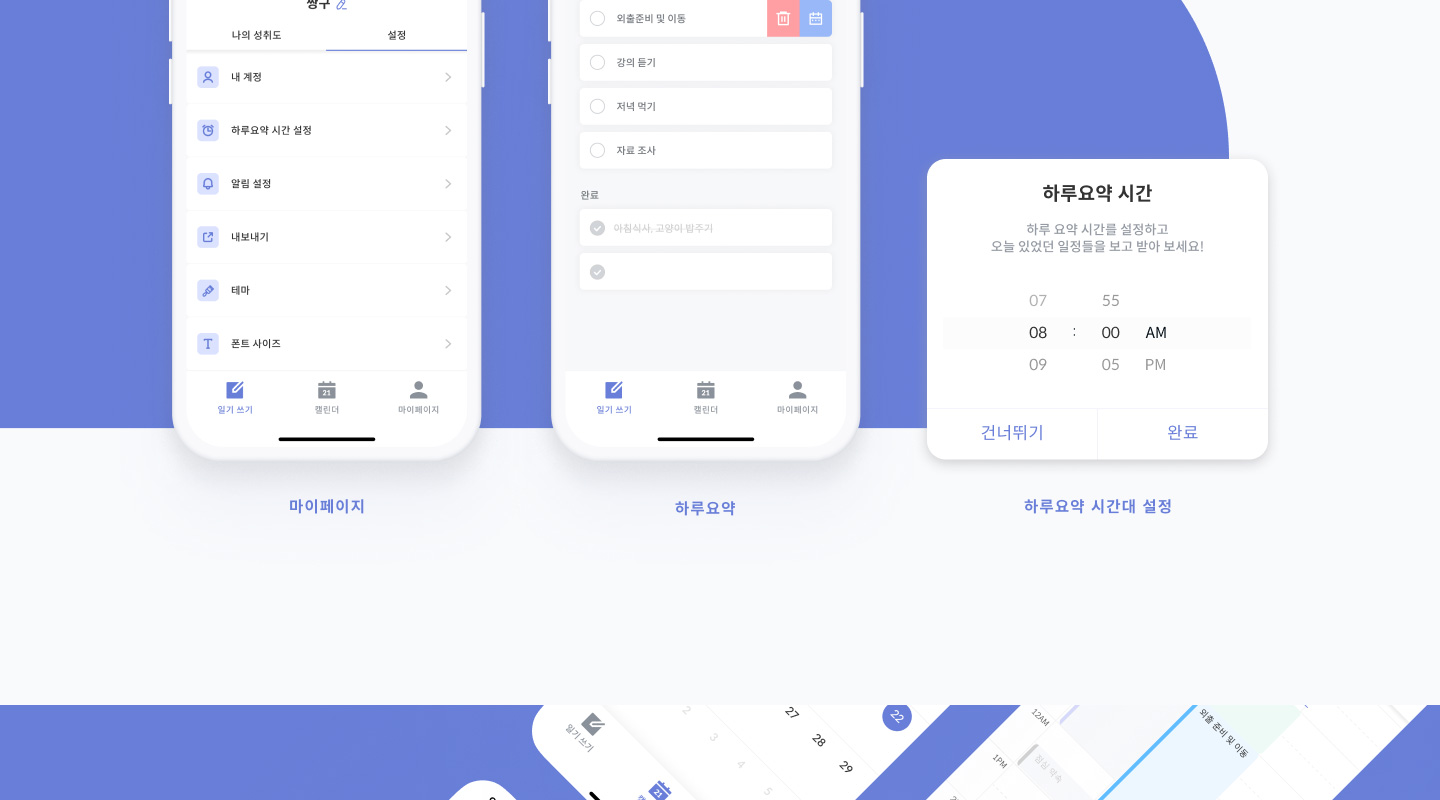 짱구
나의 성취도
설정
내 계정
하루요약 시간 설정
알림 설정
내보내기
테마
폰트 사이즈
일기 쓰기
21
캘린더
마이페이지
마이페이지
외출준비 및 이동
강의 듣기
저녁 먹기
자료 조사
완료
아침식사, 고양이 밥주기
일기 쓰기
21
캘린더
마이페이지
하루요약
하루요약 시간
하루 요약 시간를 설정하고
오늘 있었던 일정들을 보고 받아 보세요!
07 55
08 : 00 AM
09 05 PM
건너뛰기
완료
하루요약 시간대 설정
일기 쓰기
21
2
3
4
5
27
28
29
22
12AM
1PM
점심 약속
외출 준비 및 이동